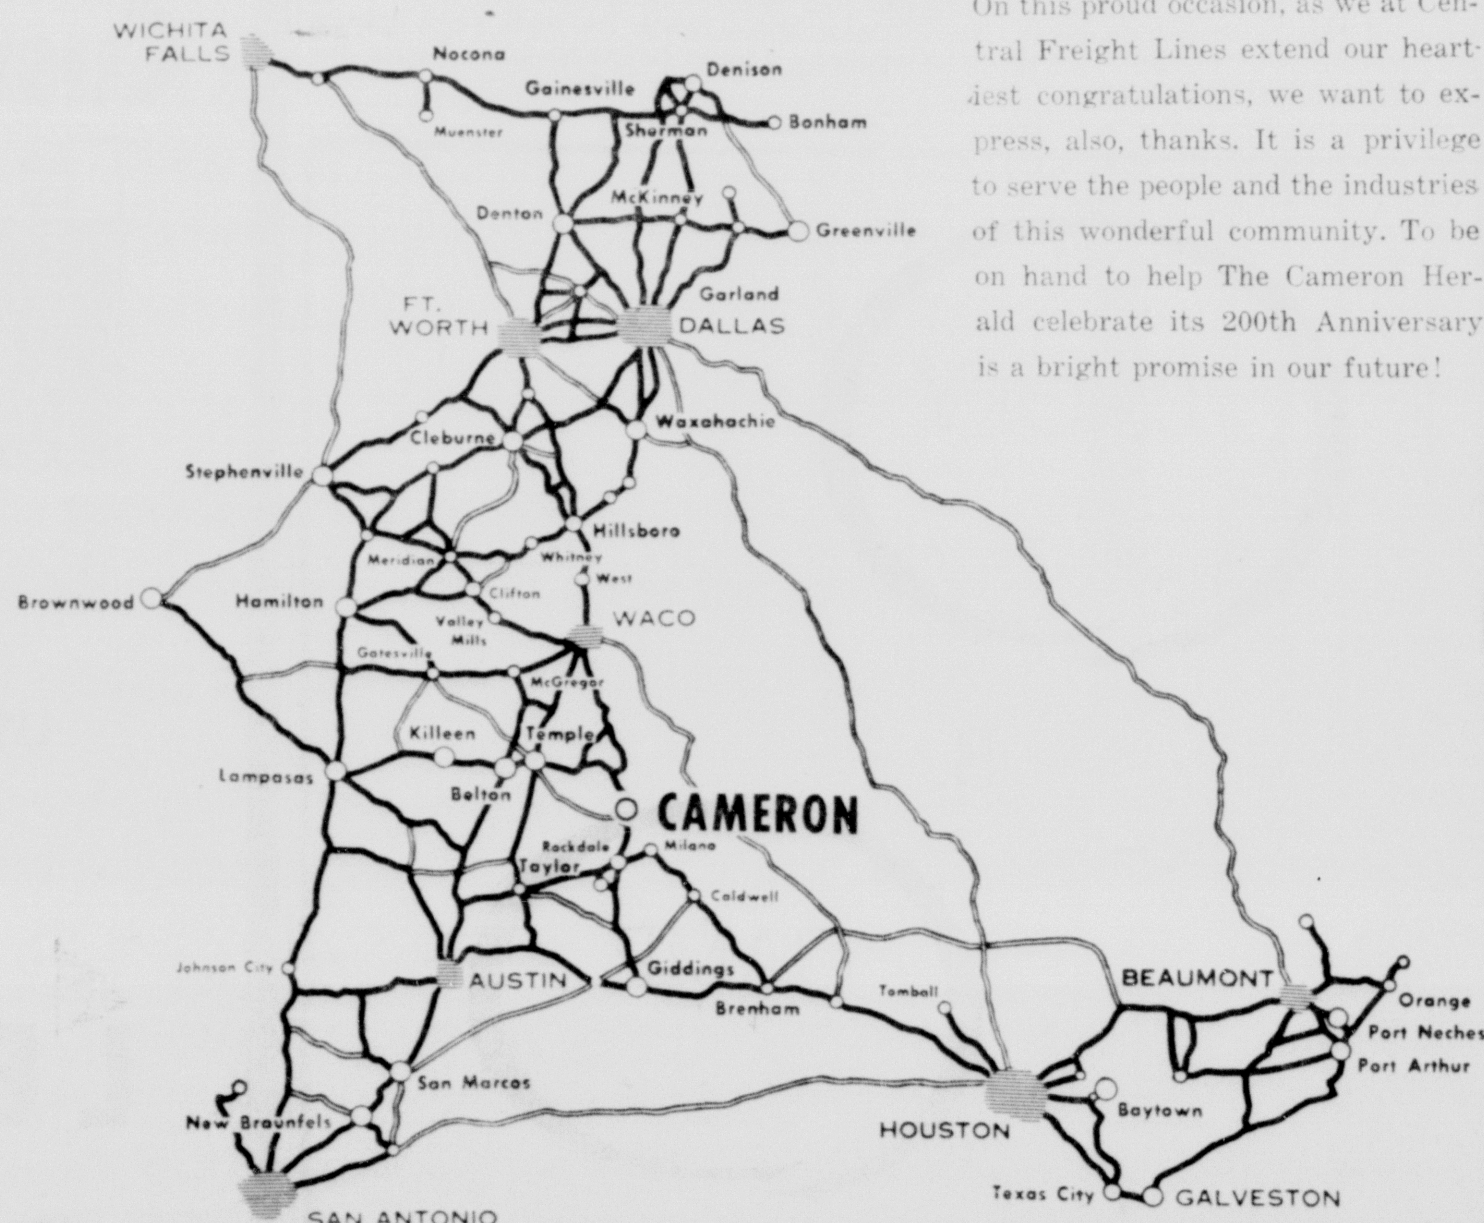 On this proud occasion, as we at Cen-
tral Freight Lines extend our heart-
iest congratulations, we want to ex-
press, also, thanks. It is a privilege
to serve the people and the industries
of this wonderful community. To be
on hand to help The Cameron Her-
ald celebrate its 200th Anniversary
is a bright promise in our future!
WICHITA
FALLS
Nocona
Denison
Gainesville
Muenster
Sherman
Bonham
McKinney
Denton
Greenville
FT.
WORTH
Garland
DALLAS
Waxahachie
Cleburne
Stephenville
Hillsboro
Meridian
Whitney
West
Brownwood
Hamilton
Clifton
Valley
Mills
WACO
Gatesville
McGregor
Killeen
Temple
Lampasas
Belton
CAMERON
Rockdale
Milano
Taylor
Caldwell
Johnson City
AUSTIN
Giddings
Brenham
Tomball
BEAUMONT
Orange
Port Neches
Port Arthur
San Marcos
New Braunfels
Baytown
HOUSTON
Texas City
GALVESTON
SAN ANTONIO